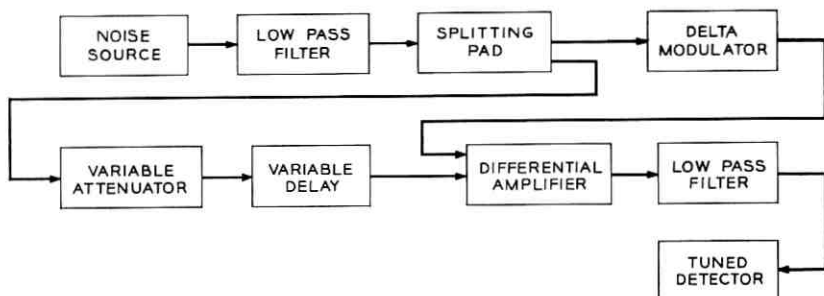 NOISE
SOURCE
LOW PASS
FILTER
SPLITTING
PAD
DELTA
MODULATOR
VARIABLE
ATTENUATOR
VARIABLE
DELAY
DIFFERENTIAL
AMPLIFIER
LOW PASS
FILTER
TUNED
DETECTOR